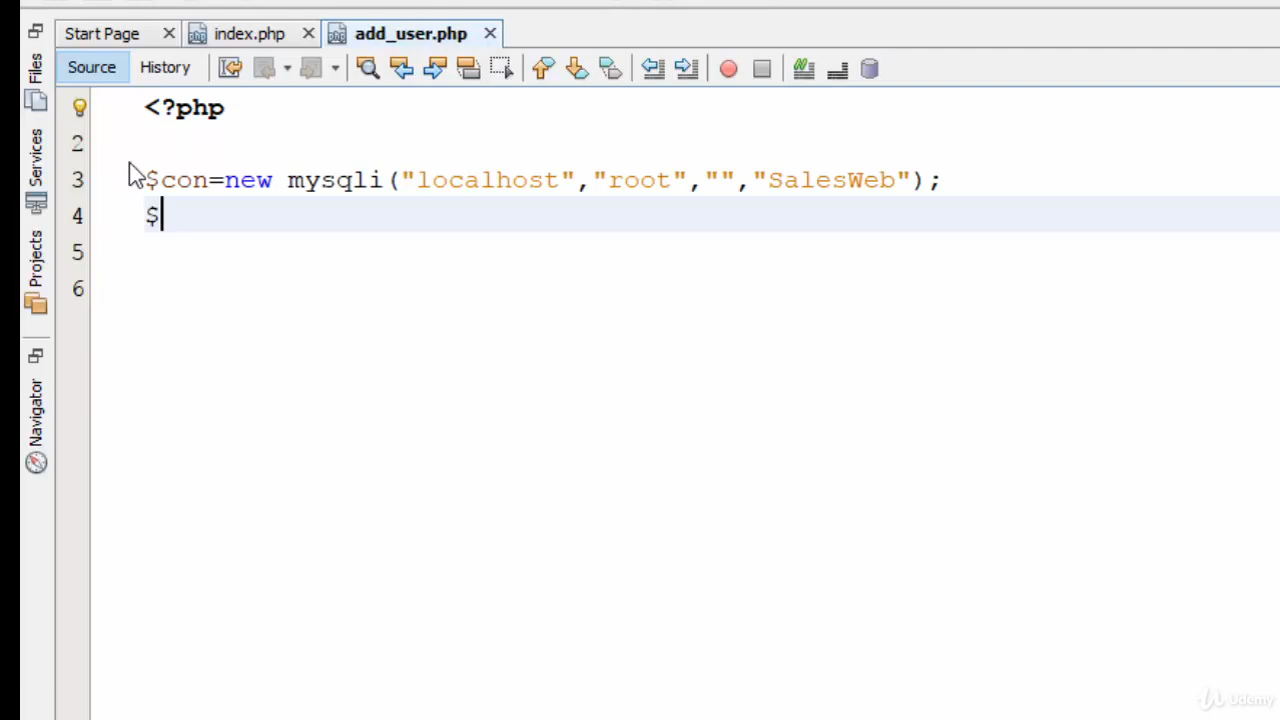 Start Page
index.php
add_user.php
Source
History
Files
Services
Projects
Navigator
<?php
2
3 $con=new mysqli("localhost","root","","SalesWeb");
4 $
5
6
Udemy